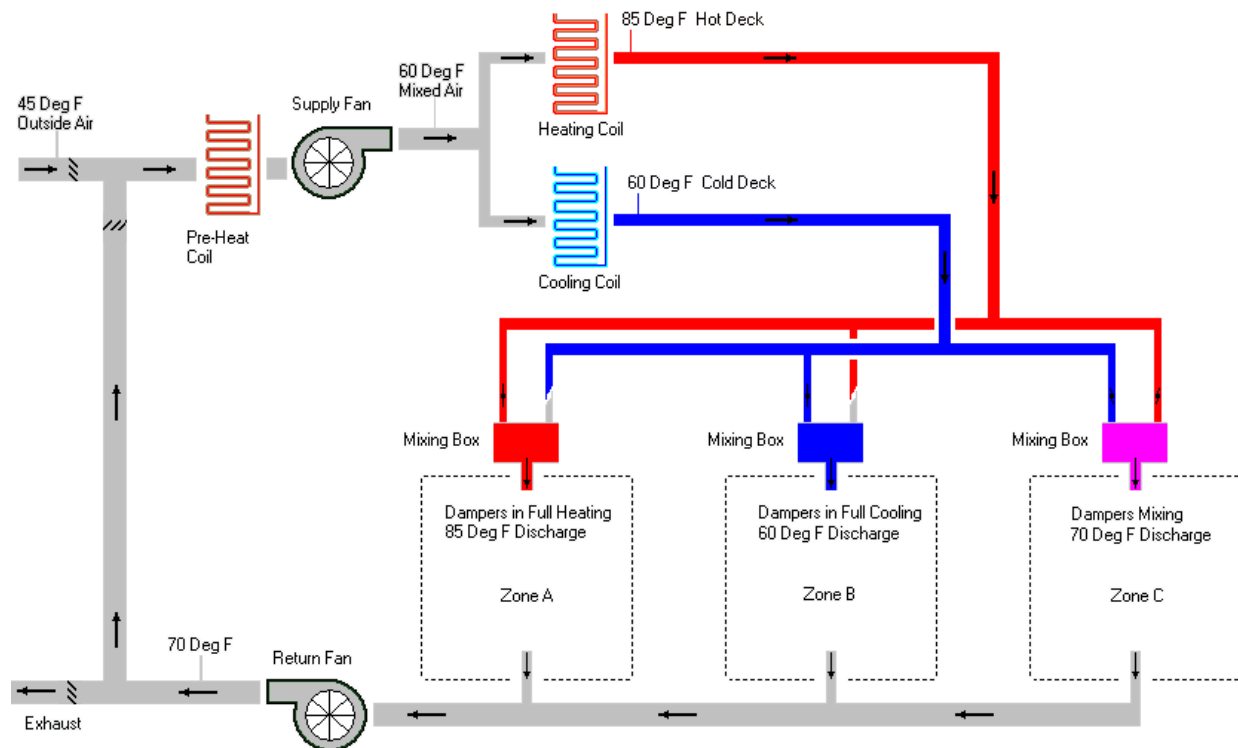 85 Deg F  Hot Deck
60 Deg F
Mixed Air
45 Deg F
Outside Air
Supply Fan
Heating Coil
60 Deg F  Cold Deck
Pre-Heat
Coil
Cooling Coil
Mixing Box
Mixing Box
Mixing Box
Dampers in Full Heating
85 Deg F Discharge
Dampers in Full Cooling
60 Deg F Discharge
Dampers Mixing
70 Deg F Discharge
Zone A
Zone B
Zone C
70 Deg F
Return Fan
Exhaust